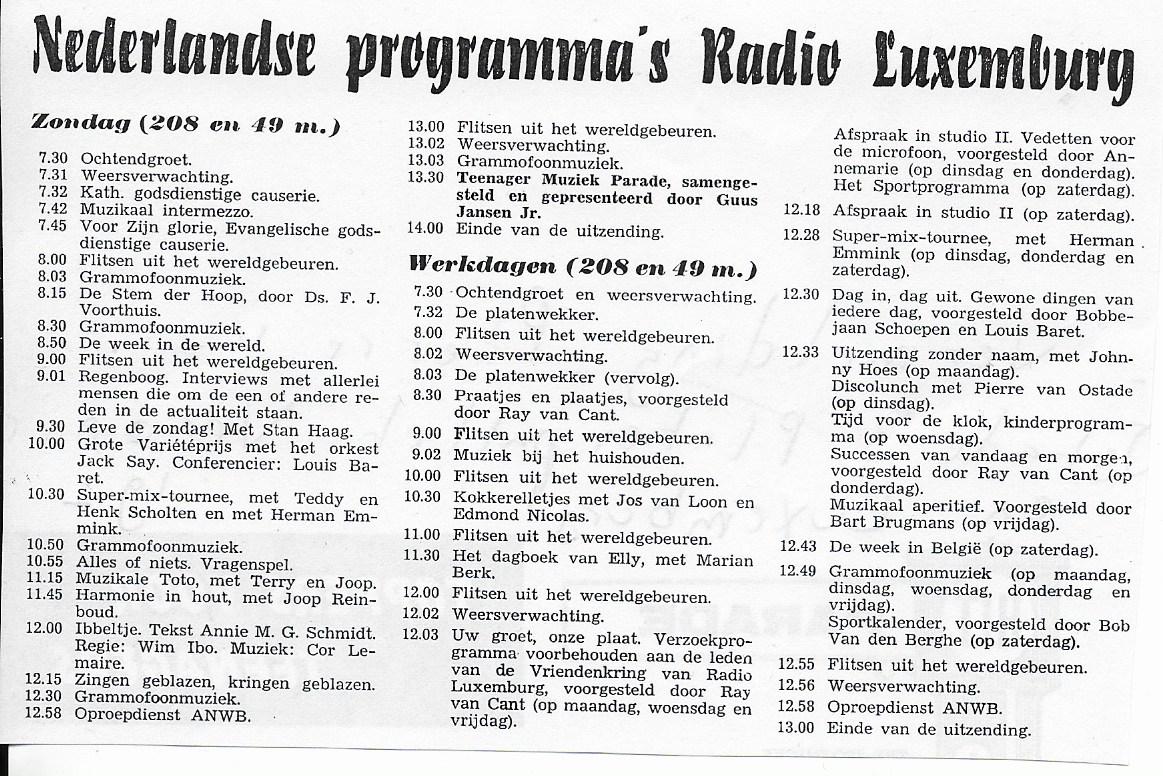 Nederlandse programma's Radio Luxemburg
Zondag (208 en 49 m.)
7.30 Ochtendgroet.
7.31 Weersverwachting.
7.32 Kath. godsdienstige causerie.
7.42 Muzikaal intermezzo.
7.45 Voor Zijn glorie, Evangelische gods-
dienstige causerie.
8.00 Flitsen uit het wereldgebeuren.
8.03 Grammofoonmuziek.
8.15 De Stem der Hoop, door Ds. F. J.
Voorthuis.
8.30 Grammofoonmuziek.
8.50 De week in de wereld.
9.00 Flitsen uit het wereldgebeuren.
9.01 Regenboog. Interviews met allerlei
mensen die om de een of andere re-
den in de actualiteit staan.
9.30 Leve de zondag! Met Stan Haag.
10.00 Grote Variétéprijs met het orkest
Jack Say. Conferencier: Louis Ba-
ret.
10.30 Super-mix-tournee, met Teddy en
Henk Scholten en met Herman Em-
mink.
10.50 Grammofoonmuziek.
10.55 Alles of niets. Vragenspel.
11.15 Muzikale Toto, met Terry en Joop.
11.45 Harmonie in hout, met Joop Rein-
boud.
12.00 Ibbeltje. Tekst Annie M. G. Schmidt.
Regie: Wim Ibo. Muziek: Cor Le-
maire.
12.15 Zingen geblazen, kringen geblazen.
12.30 Grammofoonmuziek.
12.58 Oproepdienst ANWB.
13.00 Flitsen uit het wereldgebeuren.
13.02 Weersverwachting.
13.03 Grammofoonmuziek.
13.30 Teenager Muziek Parade, samenge-
steld en gepresenteerd door Guus
Jansen Jr.
14.00 Einde van de uitzending.
Werkdagen (208 en 49 m.)
7.30 Ochtendgroet en weersverwachting.
7.32 De platenwekker.
8.00 Flitsen uit het wereldgebeuren.
8.02 Weersverwachting.
8.03 De platenwekker (vervolg).
8.30 Praatjes en plaatjes, voorgesteld
door Ray van Cant.
9.00 Flitsen uit het wereldgebeuren.
9.02 Muziek bij het huishouden.
10.00 Flitsen uit het wereldgebeuren.
10.30 Kokkerelletjes met Jos van Loon en
Edmond Nicolas.
11.00 Flitsen uit het wereldgebeuren.
11.30 Het dagboek van Elly, met Marian
Berk.
12.00 Flitsen uit het wereldgebeuren.
12.02 Weersverwachting.
12.03 Uw groet, onze plaat. Verzoekpro-
gramma voorbehouden aan de leden
van de Vriendenkring van Radio
Luxemburg, voorgesteld door Ray
van Cant (op maandag, woensdag en
vrijdag).
Afspraak in studio II. Vedetten voor
de microfoon, voorgesteld door An-
nemarie (op dinsdag en donderdag).
Het Sportprogramma (op zaterdag).
12.18 Afspraak in studio II (op zaterdag).
12.28 Super-mix-tournee, met Herman
Emmink (op dinsdag, donderdag en
zaterdag).
12.30 Dag in, dag uit. Gewone dingen van
iedere dag, voorgesteld door Bobbe-
jaan Schoepen en Louis Baret.
12.33 Uitzending zonder naam, met John-
ny Hoes (op maandag).
Discolunch met Pierre van Ostade
(op dinsdag).
Tijd voor de klok, kinderprogram-
ma (op woensdag).
Successen van vandaag en morgen,
voorgesteld door Ray van Cant (op
donderdag).
Muzikaal aperitief. Voorgesteld door
Bart Brugmans (op vrijdag).
12.43 De week in België (op zaterdag).
12.49 Grammofoonmuziek (op maandag,
dinsdag, woensdag, donderdag en
vrijdag).
Sportkalender, voorgesteld door Bob
Van den Berghe (op zaterdag).
12.55 Flitsen uit het wereldgebeuren.
12.56 Weersverwachting.
12.58 Oproepdienst ANWB.
13.00 Einde van de uitzending.